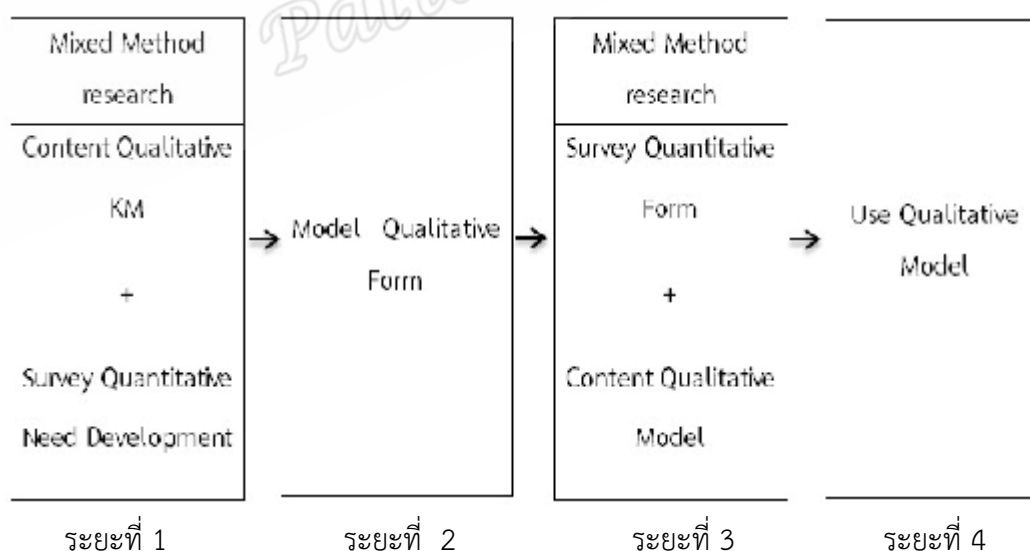 Mixed Method
research
Content Qualitative
KM
+
Survey Quantitative
Need Development
Model Qualitative
Form
Mixed Method
research
Survey Quantitative
Form
+
Content Qualitative
Model
Use Qualitative
Model
ระยะที่ 1
ระยะที่ 2
ระยะที่ 3
ระยะที่ 4